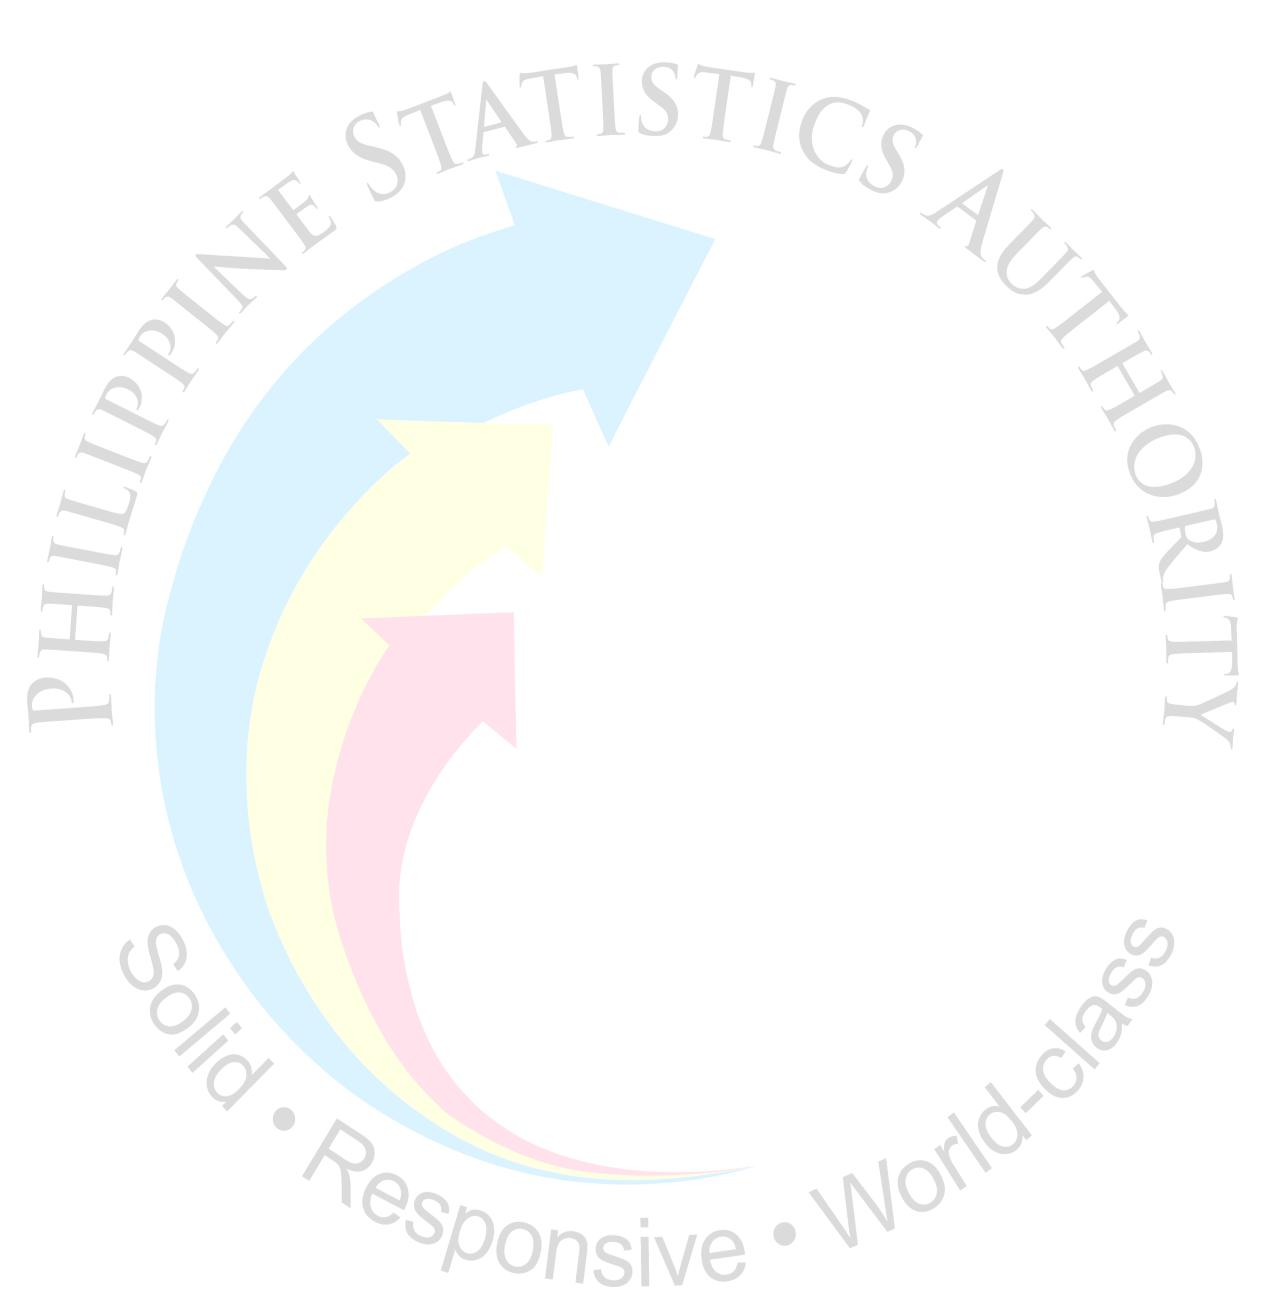 PHILIPPINE STATISTICS AUTHORITY
Solid • Responsive • World-class